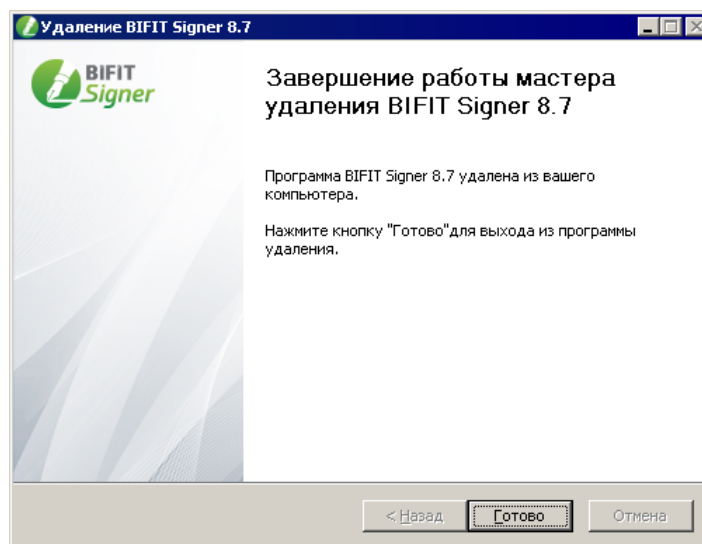 Удаление BIFIT Signer 8.7
BIFIT
Signer
Завершение работы мастера
удаления BIFIT Signer 8.7
Программа BIFIT Signer 8.7 удалена из вашего
компьютера.
Нажмите кнопку "Готово"для выхода из программы
удаления.
< Назад
Готово
Отмена